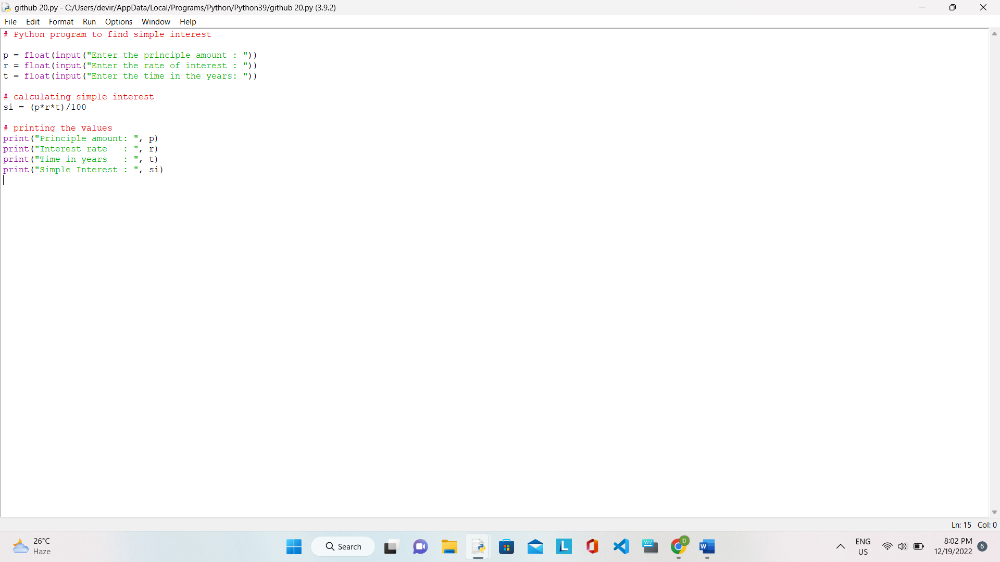 github 20.py - C:/Users/devir/AppData/Local/Programs/Python/Python39/github 20.py (3.9.2)
File Edit Format Run Options Window Help
# Python program to find simple interest
p = float(input("Enter the principle amount : "))
r = float(input("Enter the rate of interest : "))
t = float(input("Enter the time in the years: "))
# calculating simple interest
si = (p*r*t)/100
# printing the values
print("Principle amount: ", p)
print("Interest rate   : ", r)
print("Time in years   : ", t)
print("Simple Interest : ", si)
Ln: 15 Col: 0
26°C
Haze
Search
L
D
W
ENG
US
8:02 PM
12/19/2022
6